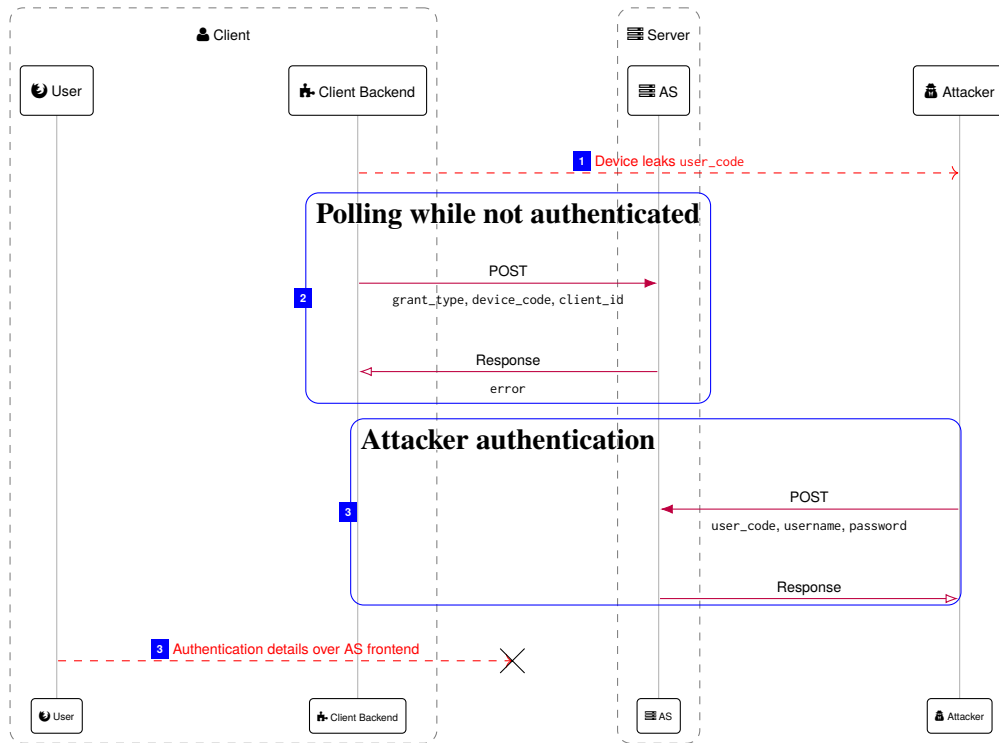 Client
Server
User
Client Backend
AS
Attacker
1 Device leaks user_code
Polling while not authenticated
POST
2
grant_type, device_code, client_id
Response
error
Attacker authentication
POST
3
user_code, username, password
Response
3 Authentication details over AS frontend
User
Client Backend
AS
Attacker